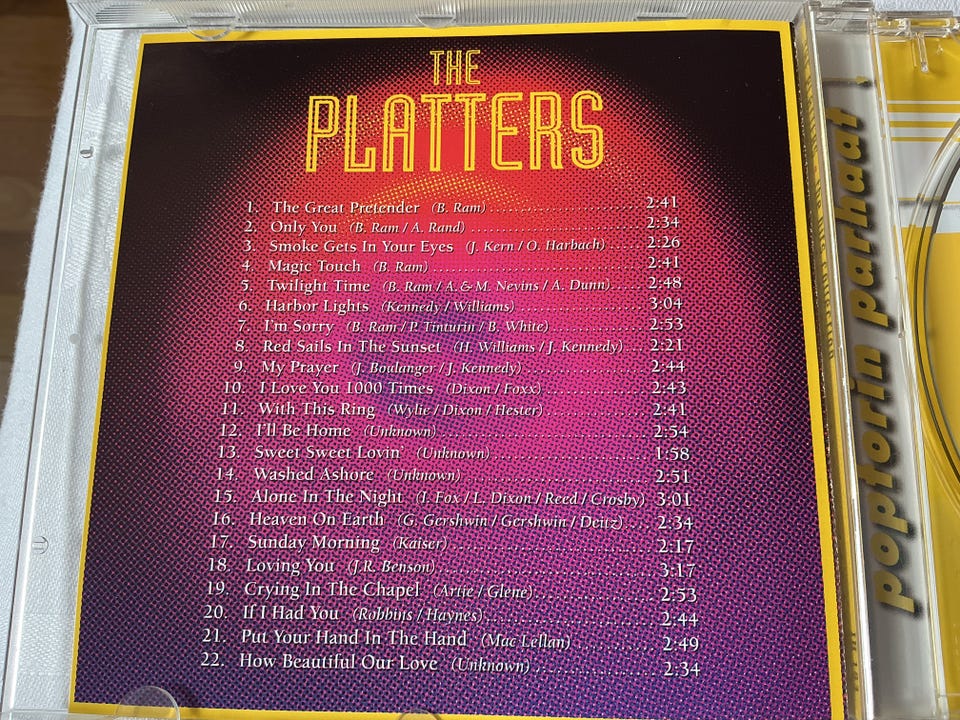 THE
PLATTERS
1. The Great Pretender (B. Ram) 2:41
2. Only You (B. Ram / A. Rand) 2:34
3. Smoke Gets In Your Eyes (J. Kern / O. Harbach) 2:26
4. Magic Touch (B. Ram) 2:41
5. Twilight Time (B. Ram / A. & M. Nevins / A. Dunn) 2:48
6. Harbor Lights (Kennedy / Williams) 3:04
7. I'm Sorry (B. Ram / P. Tinturin / B. White) 2:53
8. Red Sails In The Sunset (H. Williams / J. Kennedy) 2:21
9. My Prayer (J. Boulanger / J. Kennedy) 2:44
10. I Love You 1000 Times (Dixon / Foxx) 2:43
11. With This Ring (Wylie / Dixon / Hester) 2:41
12. I'll Be Home (Unknown) 2:54
13. Sweet Sweet Lovin' (Unknown) 1:58
14. Washed Ashore (Unknown) 2:51
15. Alone In The Night (I. Fox / L. Dixon / Reed / Crosby) 3:01
16. Heaven On Earth (G. Gershwin / Gershwin / Deitz) 2:34
17. Sunday Morning (Kaiser) 2:17
18. Loving You (J.R. Benson) 3:17
19. Crying In The Chapel (Artie / Glene) 2:53
20. If I Had You (Robbins / Haynes) 2:44
21. Put Your Hand In The Hand (Mac Lellan) 2:49
22. How Beautiful Our Love (Unknown) 2:34
popforin parhaat